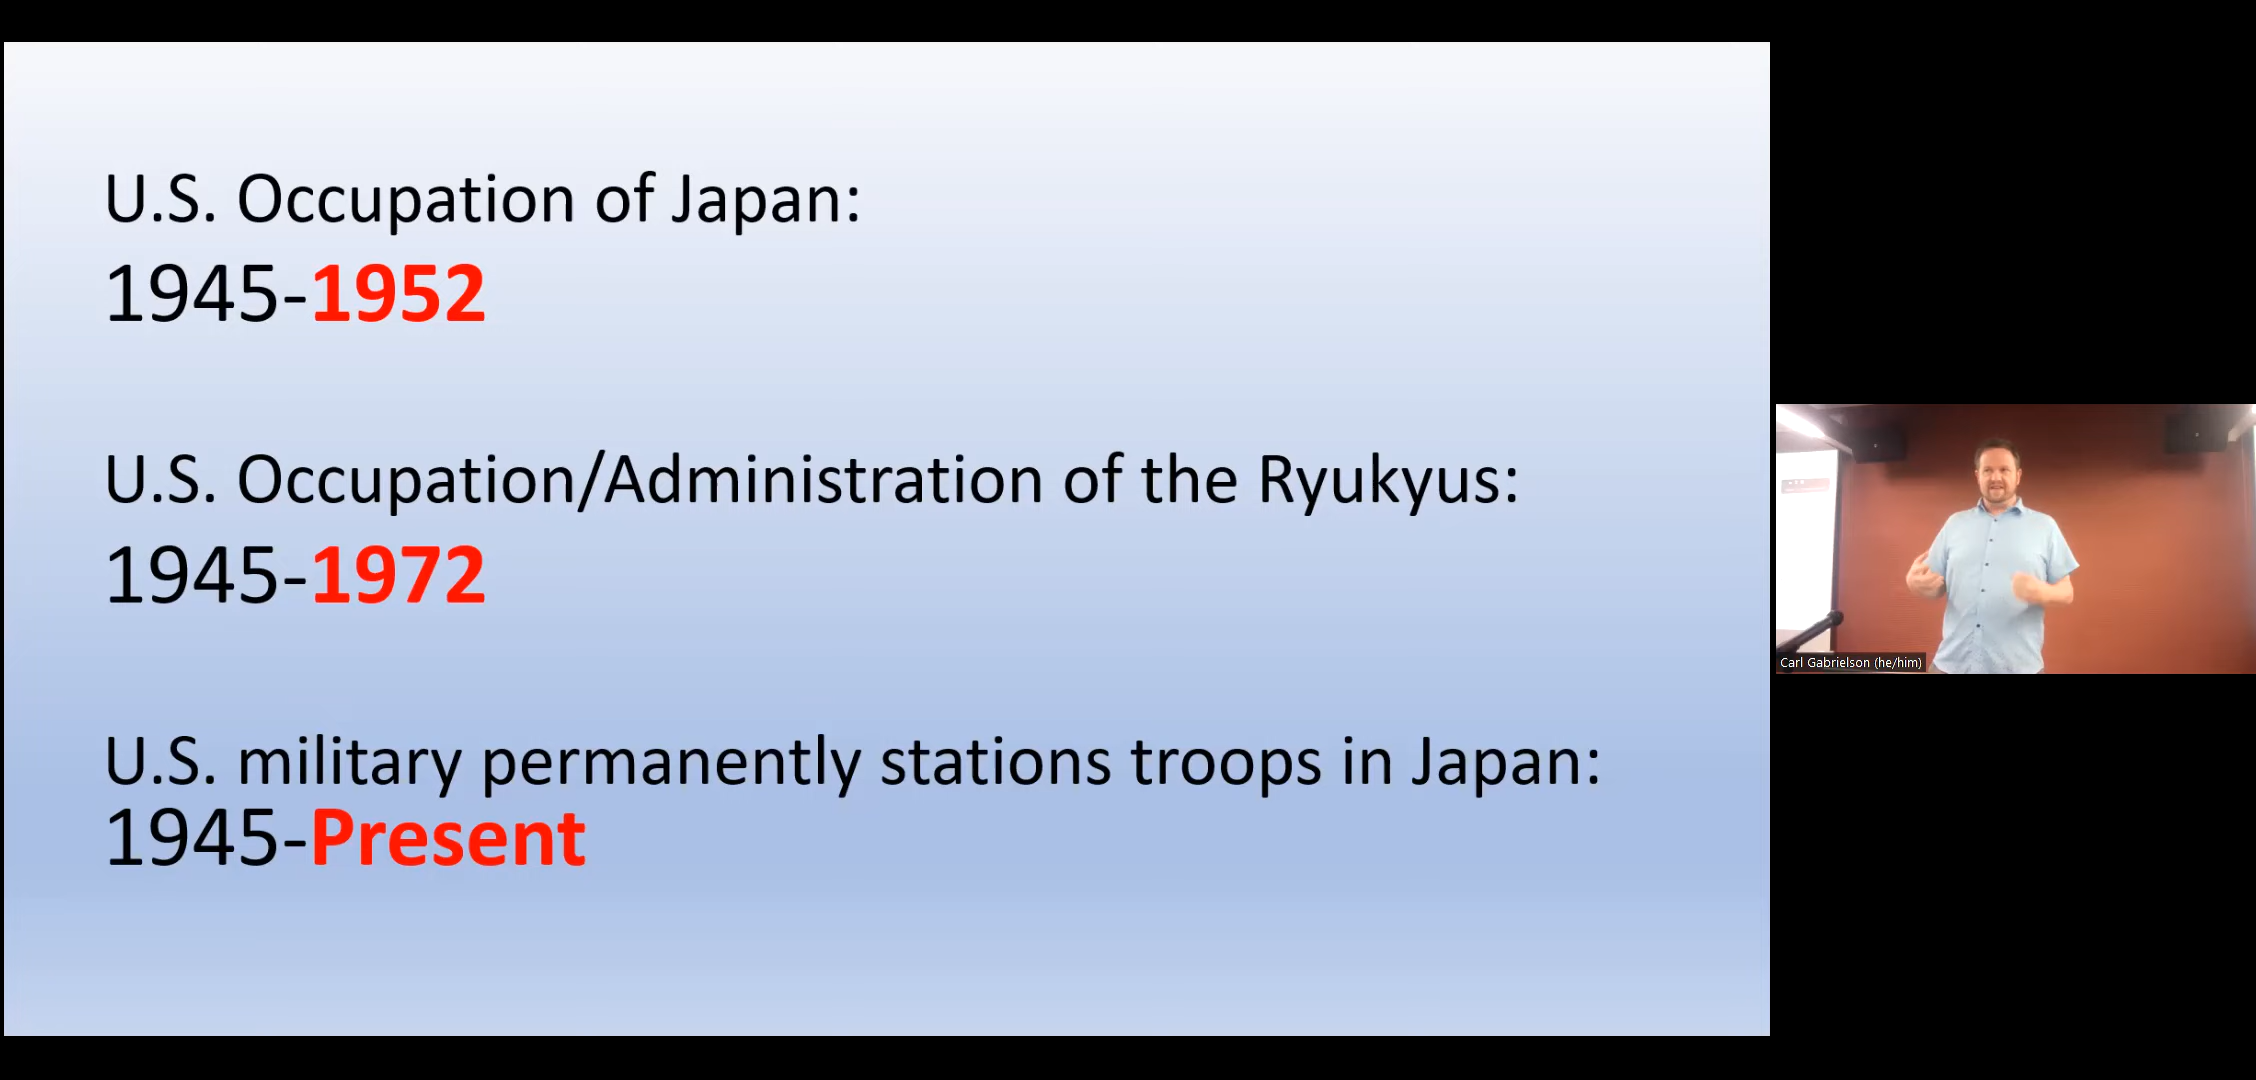 U.S. Occupation of Japan:
1945-1952
U.S. Occupation/Administration of the Ryukyus:
1945-1972
U.S. military permanently stations troops in Japan:
1945-Present
Carl Gabrielson (he/him)